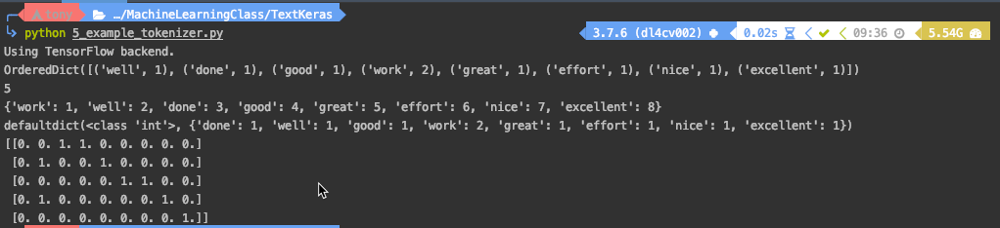 …/MachineLearningClass/TextKeras
python 5_example_tokenizer.py 3.7.6 (dl4cv002) 0.02s 09:36 5.54G
Using TensorFlow backend.
OrderedDict([('well', 1), ('done', 1), ('good', 1), ('work', 2), ('great', 1), ('effort', 1), ('nice', 1), ('excellent', 1)])
5
{'work': 1, 'well': 2, 'done': 3, 'good': 4, 'great': 5, 'effort': 6, 'nice': 7, 'excellent': 8}
defaultdict(<class 'int'>, {'done': 1, 'well': 1, 'good': 1, 'work': 2, 'great': 1, 'effort': 1, 'nice': 1, 'excellent': 1})
[[0. 0. 1. 1. 0. 0. 0. 0. 0.]
[0. 1. 0. 0. 1. 0. 0. 0. 0.]
[0. 0. 0. 0. 0. 1. 1. 0. 0.]
[0. 1. 0. 0. 0. 0. 0. 1. 0.]
[0. 0. 0. 0. 0. 0. 0. 0. 1.]]